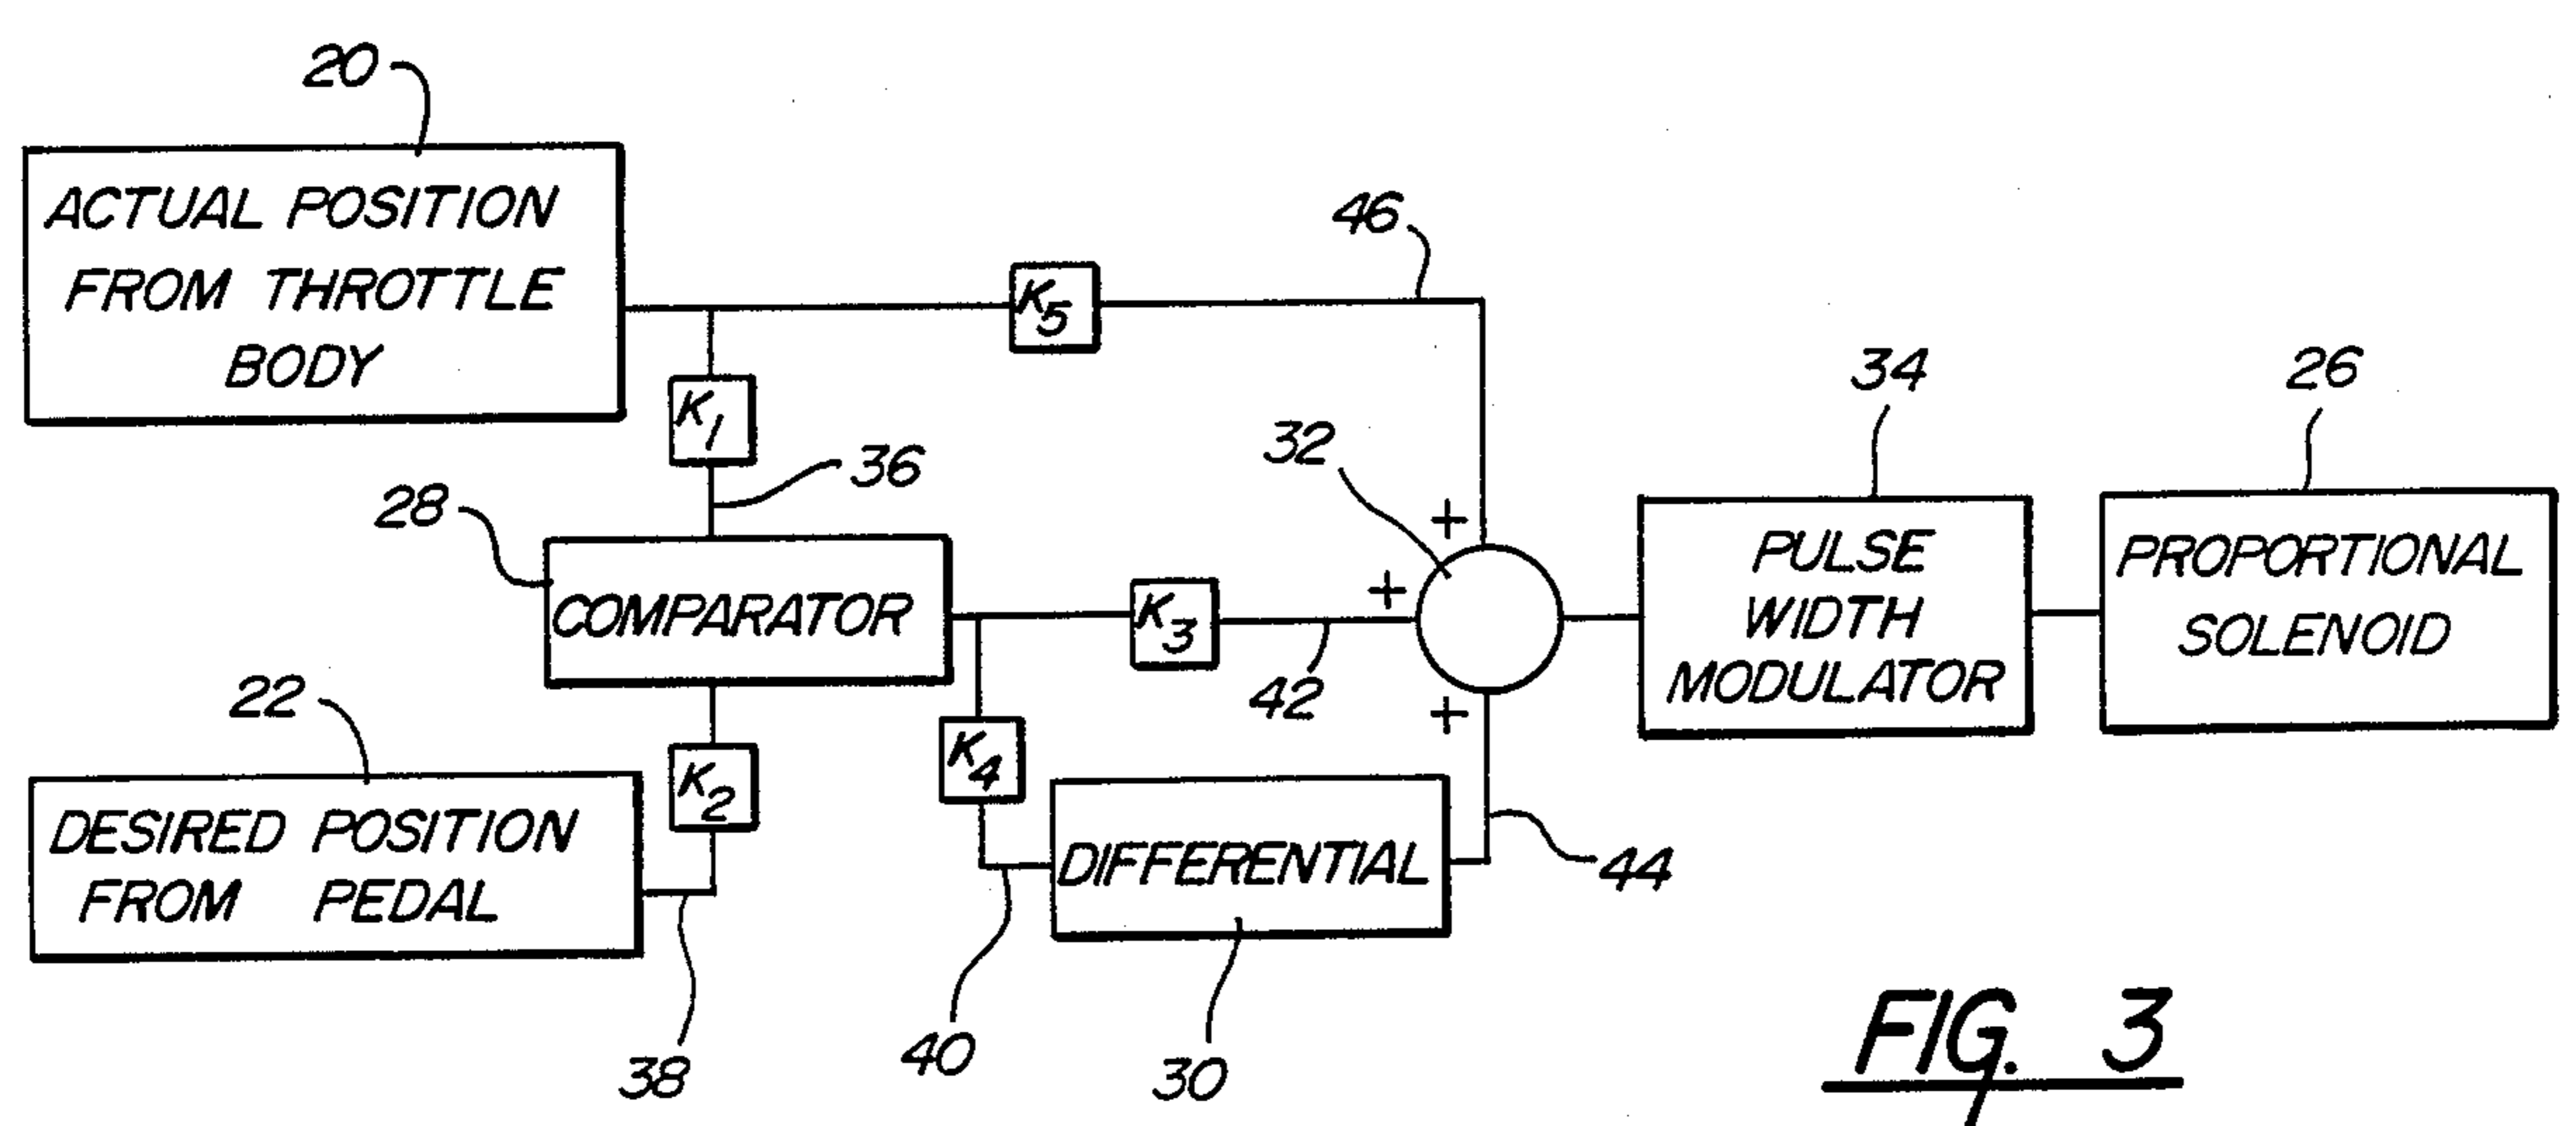 20
ACTUAL POSITION
FROM THROTTLE
BODY
46
K5
K1
36
34
26
32
28
+
PULSE
WIDTH
MODULATOR
PROPORTIONAL
SOLENOID
COMPARATOR
+
K3
42
+
22
K2
K4
DESIRED POSITION
FROM PEDAL
DIFFERENTIAL
44
38
40
30
FIG. 3